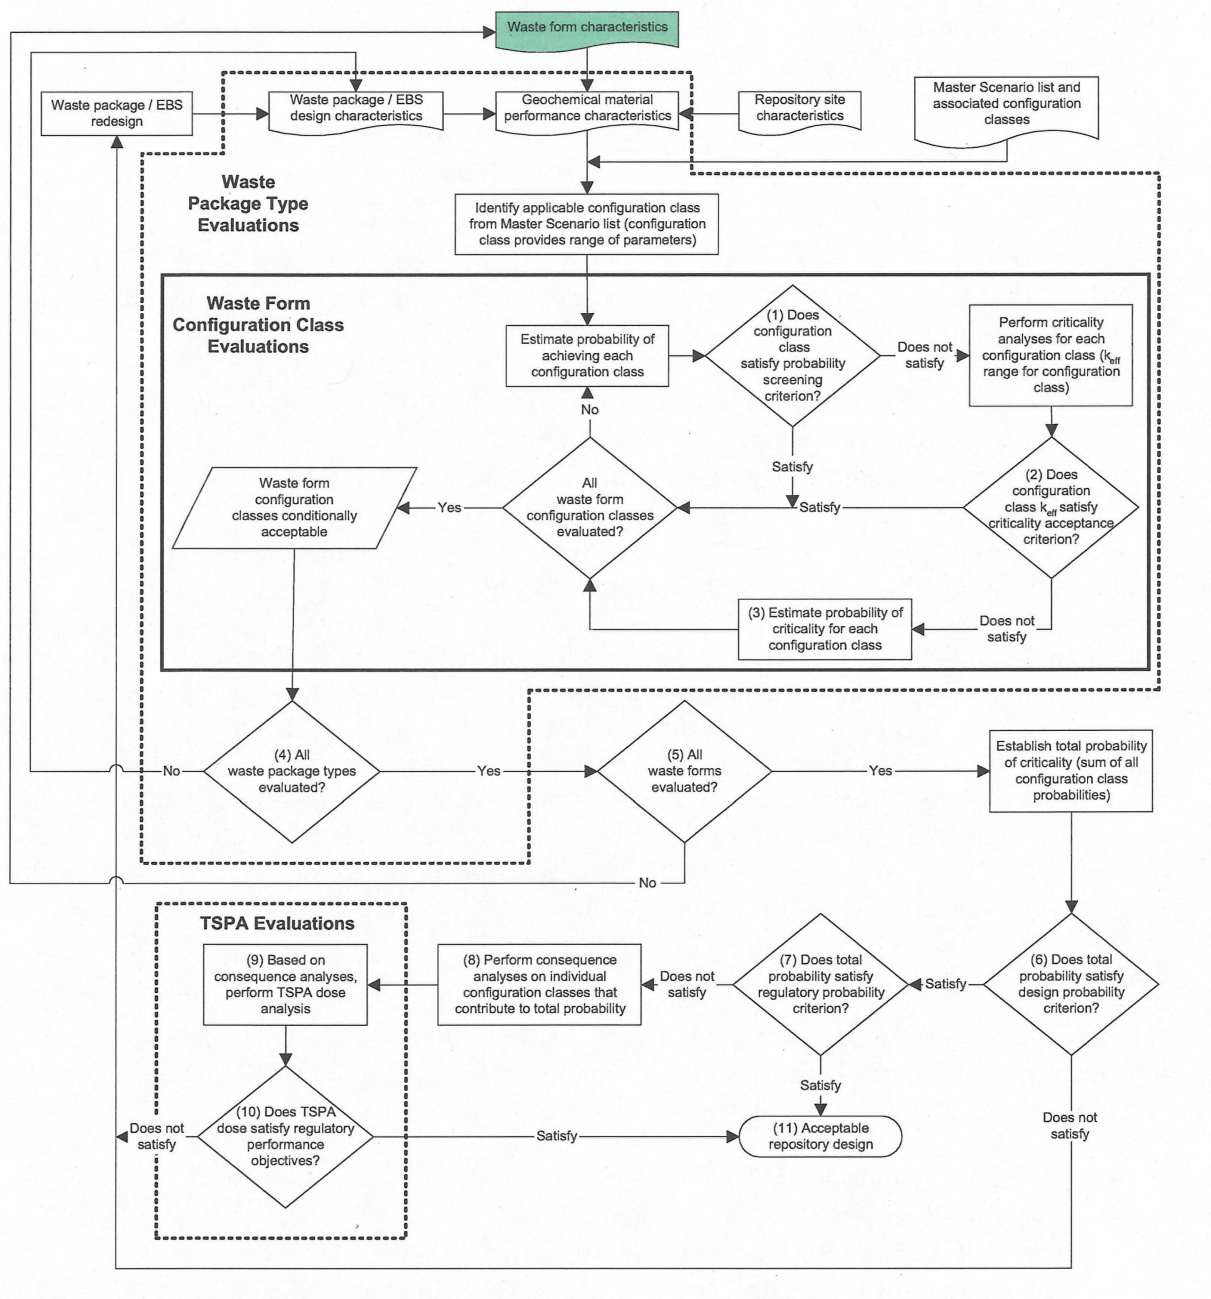 Waste form characteristics
Waste package / EBS
redesign
Waste package / EBS
design characteristics
Geochemical material
performance characteristics
Repository site
characteristics
Master Scenario list and
associated configuration
classes
Waste
Package Type
Evaluations
Identify applicable configuration class
from Master Scenario list (configuration
class provides range of parameters)
Waste Form
Configuration Class
Evaluations
Estimate probability of
achieving each
configuration class
(1) Does
configuration
class
satisfy probability
screening
criterion?
Does not
satisfy
Perform criticality
analyses for each
configuration class (keff
range for configuration
class)
No
Satisfy
Waste form
configuration
classes conditionally
acceptable
Yes
All
waste form
configuration classes
evaluated?
Satisfy
(2) Does
configuration
class keff satisfy
criticality acceptance
criterion?
(3) Estimate probability of
criticality for each
configuration class
Does not
satisfy
No
(4) All
waste package types
evaluated?
Yes
(5) All
waste forms
evaluated?
Yes
Establish total probability
of criticality (sum of all
configuration class
probabilities)
No
TSPA Evaluations
(9) Based on
consequence analyses,
perform TSPA dose
analysis
(8) Perform consequence
analyses on individual
configuration classes that
contribute to total probability
Does not
satisfy
(7) Does total
probability satisfy
regulatory probability
criterion?
Satisfy
(6) Does total
probability satisfy
design probability
criterion?
Satisfy
Does not
satisfy
Does not
satisfy
(10) Does TSPA
dose satisfy regulatory
performance
objectives?
Satisfy
(11) Acceptable
repository design